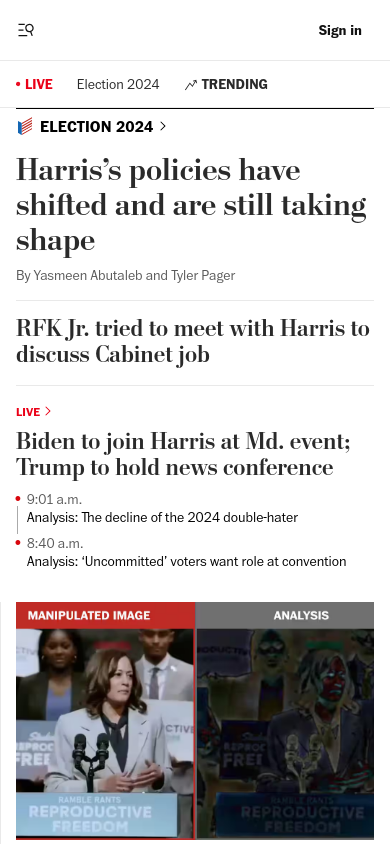 Sign in
LIVE
Election 2024
TRENDING
ELECTION 2024
Harris’s policies have
shifted and are still taking
shape
By Yasmeen Abutaleb and Tyler Pager
RFK Jr. tried to meet with Harris to
discuss Cabinet job
LIVE
Biden to join Harris at Md. event;
Trump to hold news conference
9:01 a.m.
Analysis: The decline of the 2024 double-hater
8:40 a.m.
Analysis: ‘Uncommitted’ voters want role at convention
MANIPULATED IMAGE
ANALYSIS
RAMBLE RANTS
REPRODUCTIVE
FREEDOM
RAMBLE RANTS
REPRODUCTIVE
FREEDOM